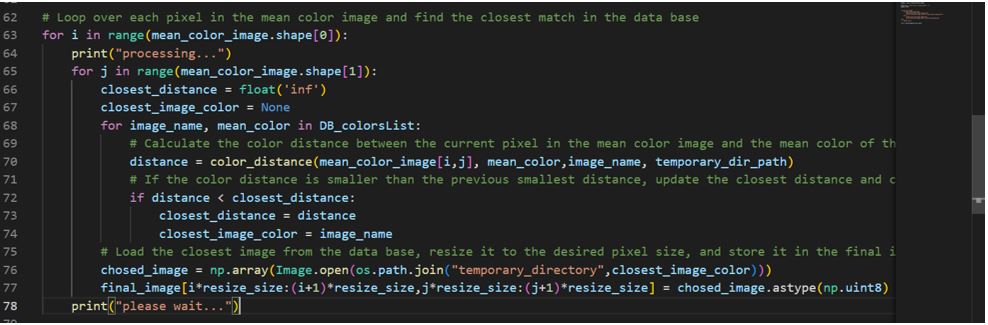 62 # Loop over each pixel in the mean color image and find the closest match in the data base
63 for i in range(mean_color_image.shape[0]):
64     print("processing...")
65     for j in range(mean_color_image.shape[1]):
66         closest_distance = float('inf')
67         closest_image_color = None
68         for image_name, mean_color in DB_colorsList:
69             # Calculate the color distance between the current pixel in the mean color image and the mean color of th
70             distance = color_distance(mean_color_image[i,j], mean_color,image_name, temporary_dir_path)
71             # If the color distance is smaller than the previous smallest distance, update the closest distance and c
72             if distance < closest_distance:
73                 closest_distance = distance
74                 closest_image_color = image_name
75         # Load the closest image from the data base, resize it to the desired pixel size, and store it in the final i
76         chosed_image = np.array(Image.open(os.path.join("temporary_directory",closest_image_color)))
77         final_image[i*resize_size:(i+1)*resize_size,j*resize_size:(j+1)*resize_size] = chosed_image.astype(np.uint8)
78     print("please wait...")